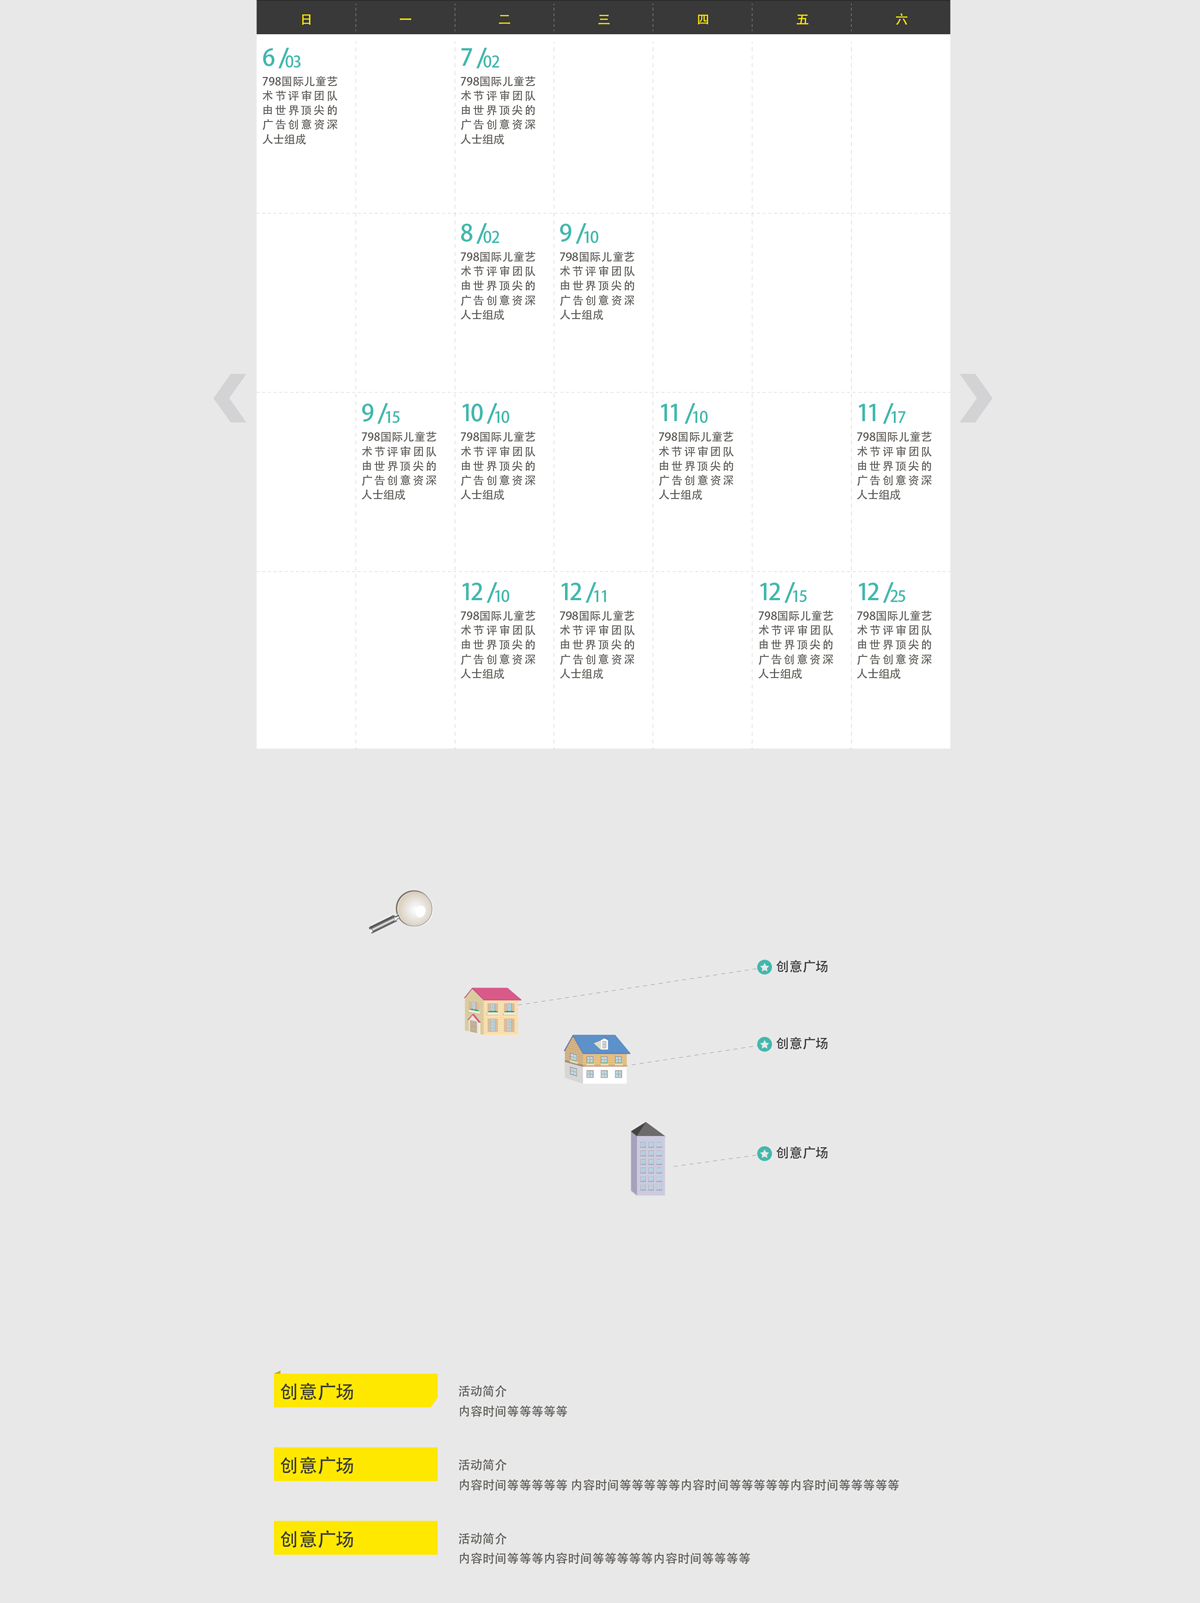 日 一 二 三 四 五 六
6/03
798国际儿童艺
术节评审团队
由世界顶尖的
广告创意资深
人士组成
7/02
798国际儿童艺
术节评审团队
由世界顶尖的
广告创意资深
人士组成
8/02
798国际儿童艺
术节评审团队
由世界顶尖的
广告创意资深
人士组成
9/10
798国际儿童艺
术节评审团队
由世界顶尖的
广告创意资深
人士组成
9/15
798国际儿童艺
术节评审团队
由世界顶尖的
广告创意资深
人士组成
10/10
798国际儿童艺
术节评审团队
由世界顶尖的
广告创意资深
人士组成
11/10
798国际儿童艺
术节评审团队
由世界顶尖的
广告创意资深
人士组成
11/17
798国际儿童艺
术节评审团队
由世界顶尖的
广告创意资深
人士组成
12/10
798国际儿童艺
术节评审团队
由世界顶尖的
广告创意资深
人士组成
12/11
798国际儿童艺
术节评审团队
由世界顶尖的
广告创意资深
人士组成
12/15
798国际儿童艺
术节评审团队
由世界顶尖的
广告创意资深
人士组成
12/25
798国际儿童艺
术节评审团队
由世界顶尖的
广告创意资深
人士组成
创意广场
创意广场
创意广场
创意广场
活动简介
内容时间等等等等等
创意广场
活动简介
内容时间等等等等等 内容时间等等等等等内容时间等等等等等内容时间等等等等等
创意广场
活动简介
内容时间等等等内容时间等等等等等内容时间等等等等